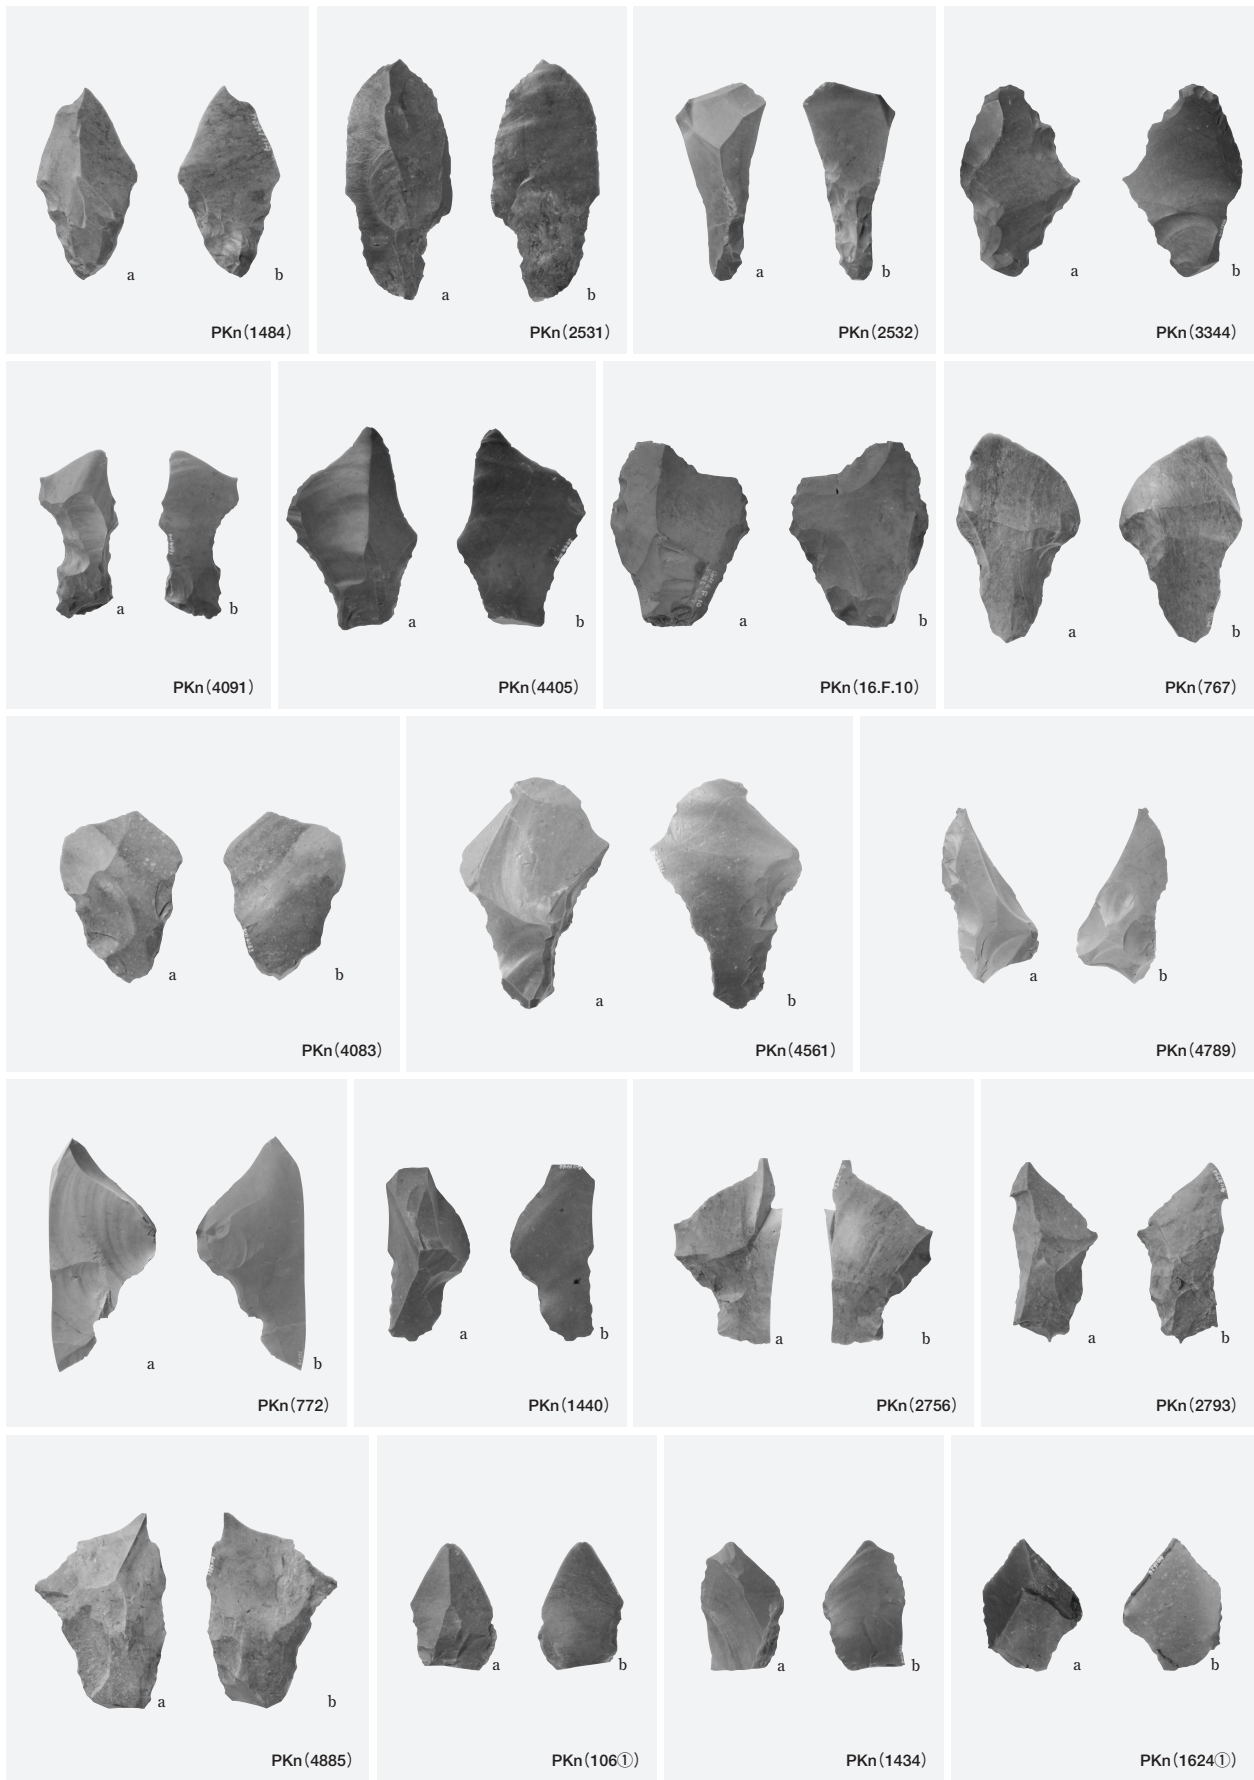 a b
PKn(1484)
a b
PKn(2531)
a b
PKn(2532)
a b
PKn(3344)
a b
PKn(4091)
a b
PKn(4405)
a b
PKn(16.F.10)
a b
PKn(767)
a b
PKn(4083)
a b
PKn(4561)
a b
PKn(4789)
a b
PKn(772)
a b
PKn(1440)
a b
PKn(2756)
a b
PKn(2793)
a b
PKn(4885)
a b
PKn(106①)
a b
PKn(1434)
a b
PKn(1624①)